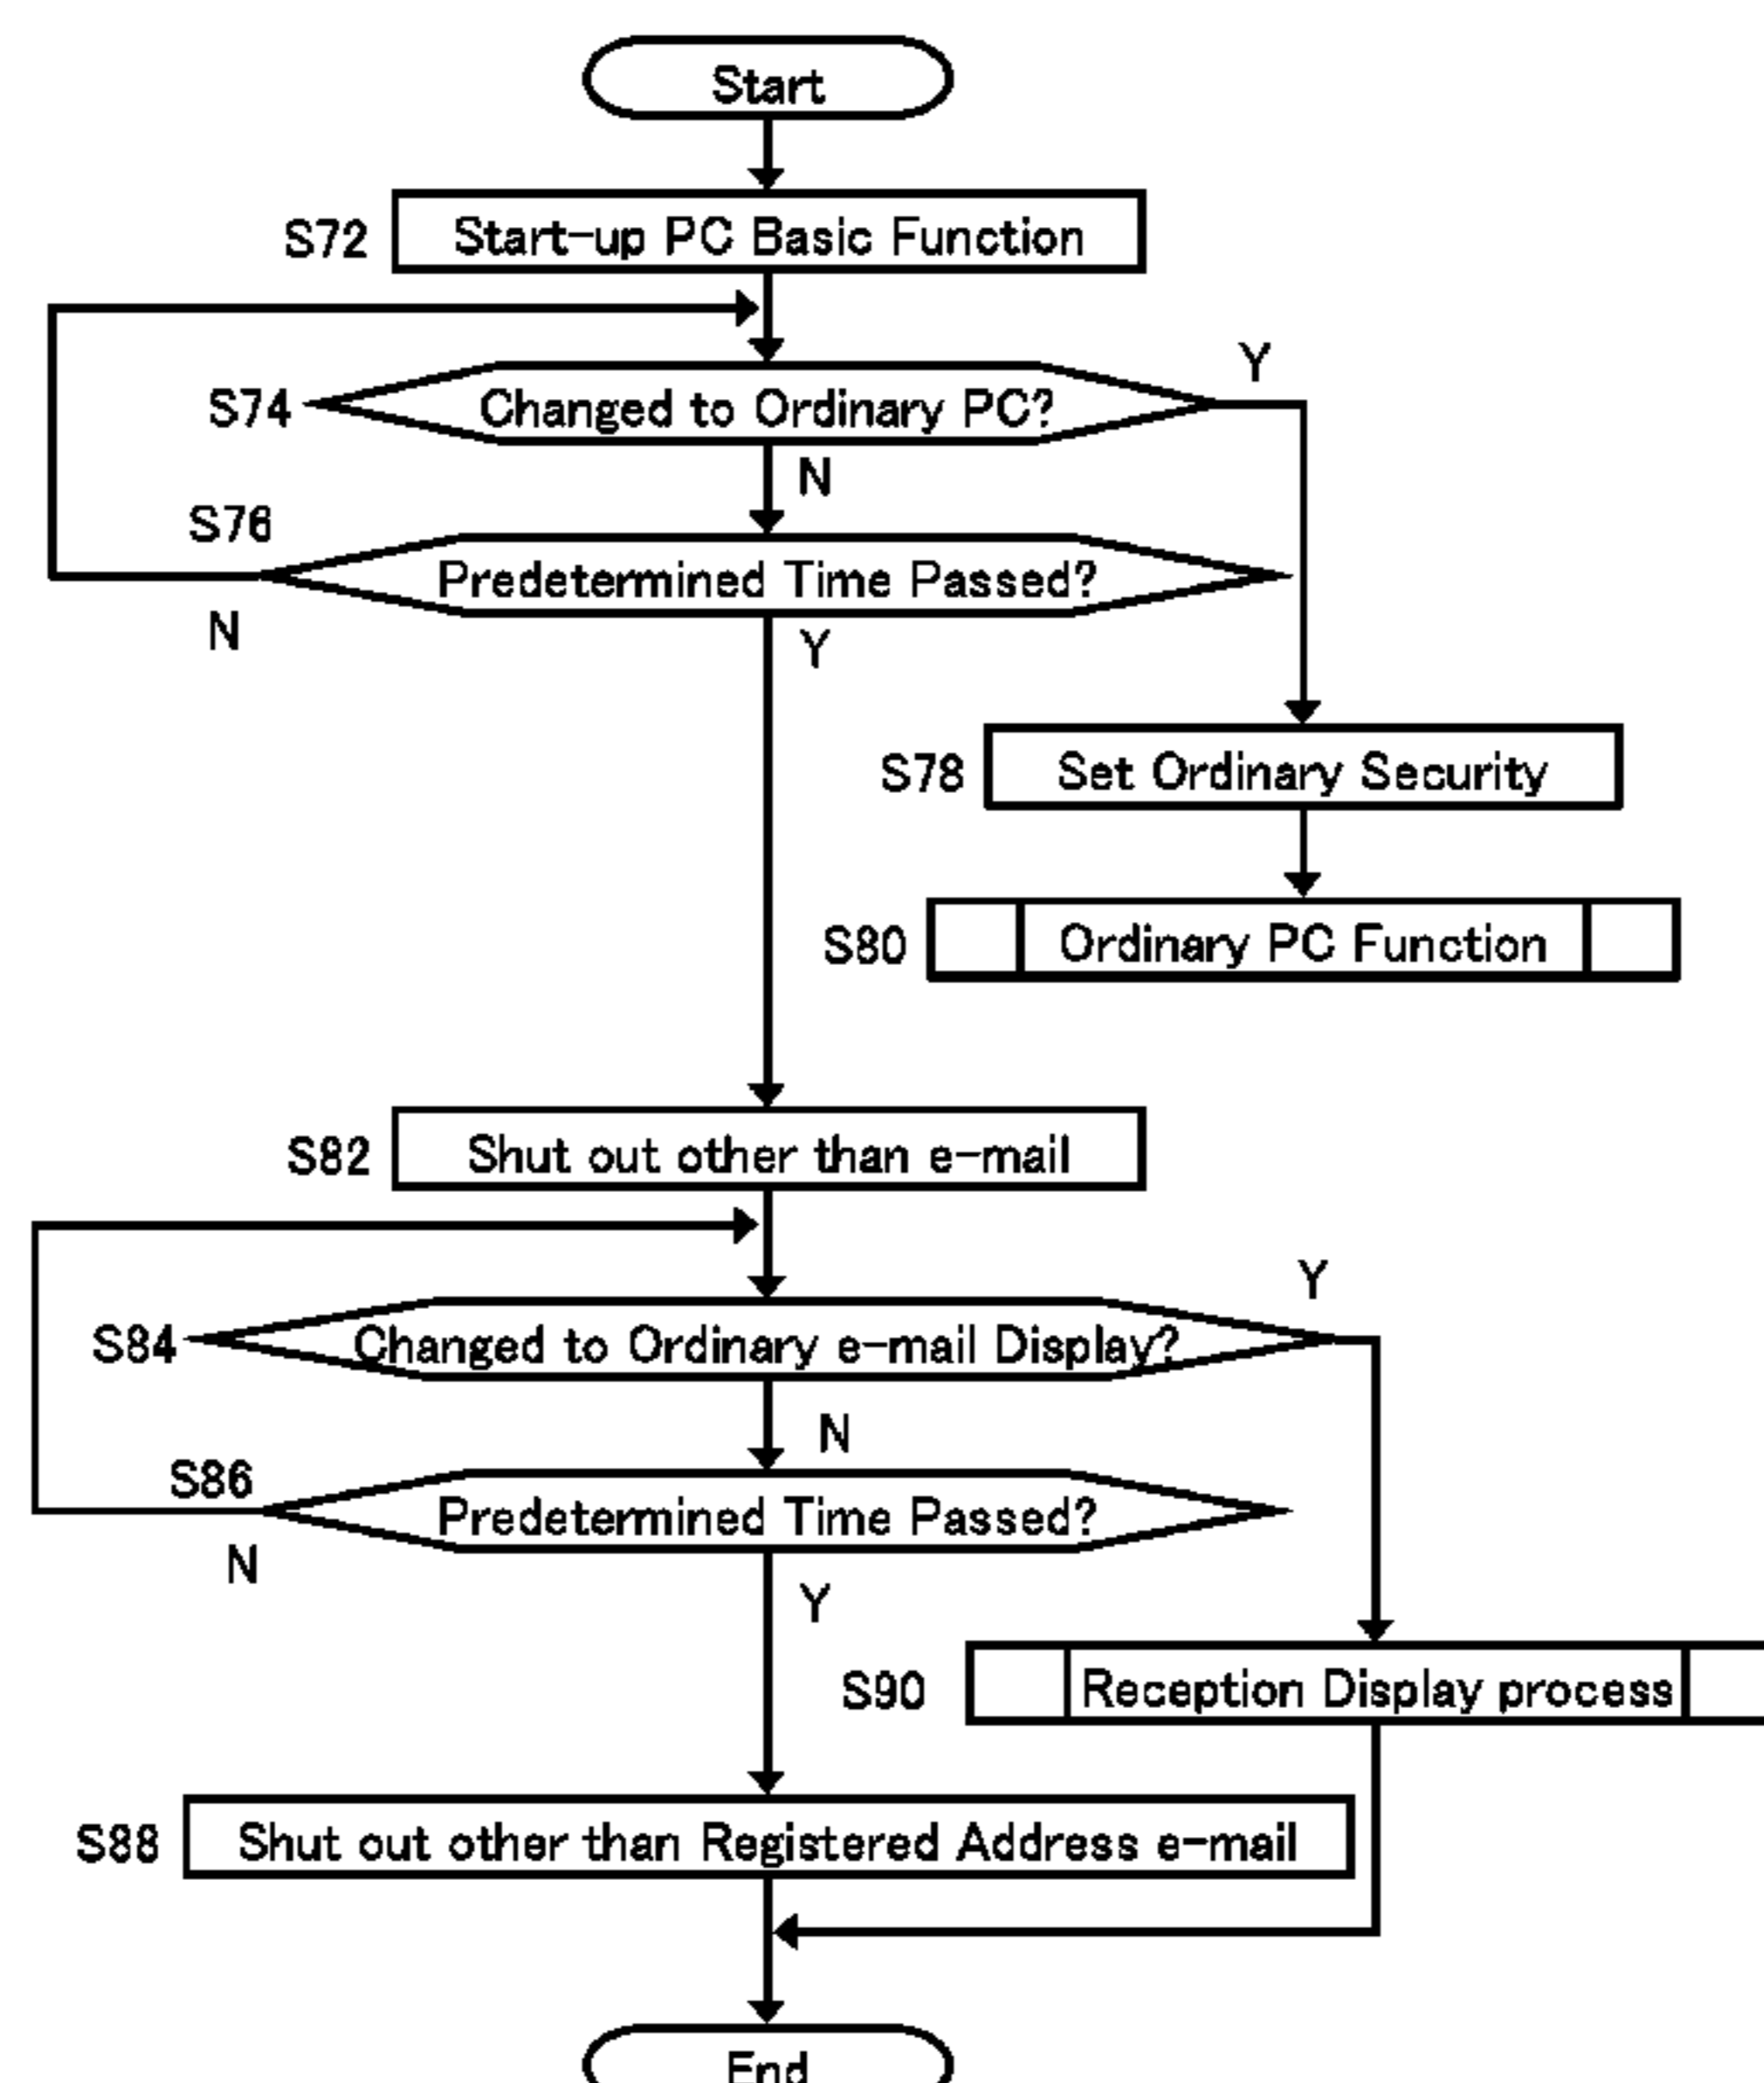 Start
S72 Start-up PC Basic Function
Y
S74 Changed to Ordinary PC?
N
S76
Predetermined Time Passed?
N
Y
S78 Set Ordinary Security
S80 Ordinary PC Function
S82 Shut out other than e-mail
Y
S84 Changed to Ordinary e-mail Display?
N
S86
Predetermined Time Passed?
N
Y
S90 Reception Display process
S88 Shut out other than Registered Address e-mail
End